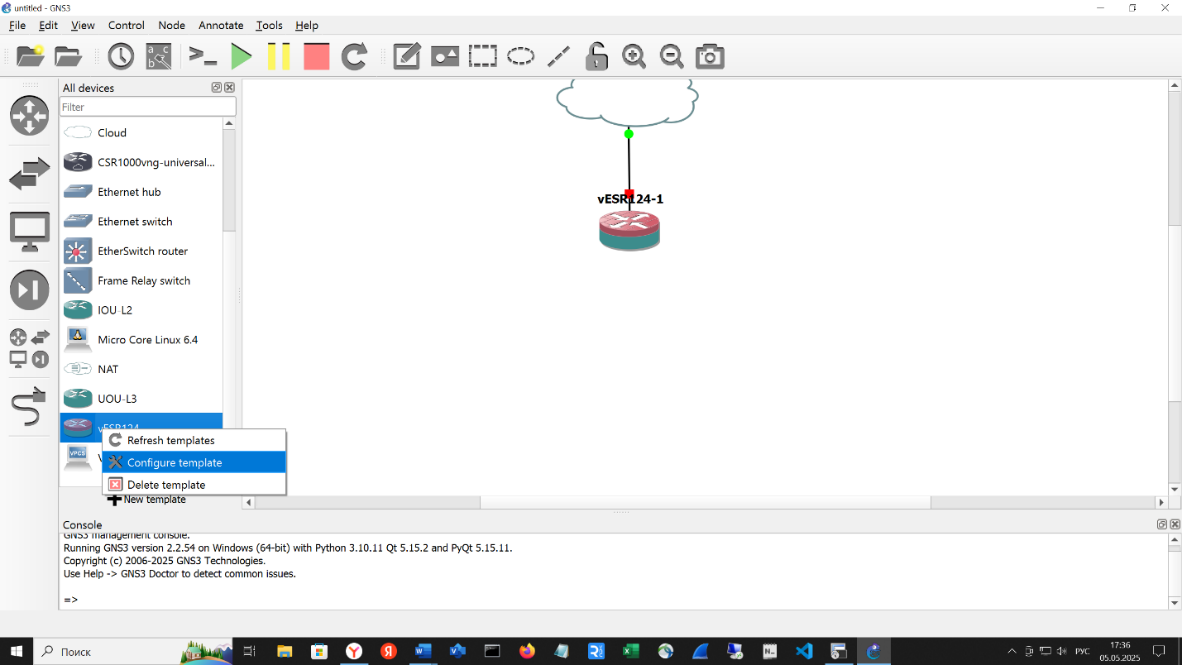 untitled - GNS3
File Edit View Control Node Annotate Tools Help
All devices
Filter
Cloud
CSR1000vng-universal...
Ethernet hub
Ethernet switch
EtherSwitch router
Frame Relay switch
IOU-L2
Micro Core Linux 6.4
NAT
UOU-L3
vESR124
VPCS
Refresh templates
Configure template
Delete template
New template
vESR124-1
Console
GNS3 management console.
Running GNS3 version 2.2.54 on Windows (64-bit) with Python 3.10.11 Qt 5.15.2 and PyQt 5.15.11.
Copyright (c) 2006-2025 GNS3 Technologies.
Use Help -> GNS3 Doctor to detect common issues.
=>
Поиск
РУС
17:36
05.05.2025